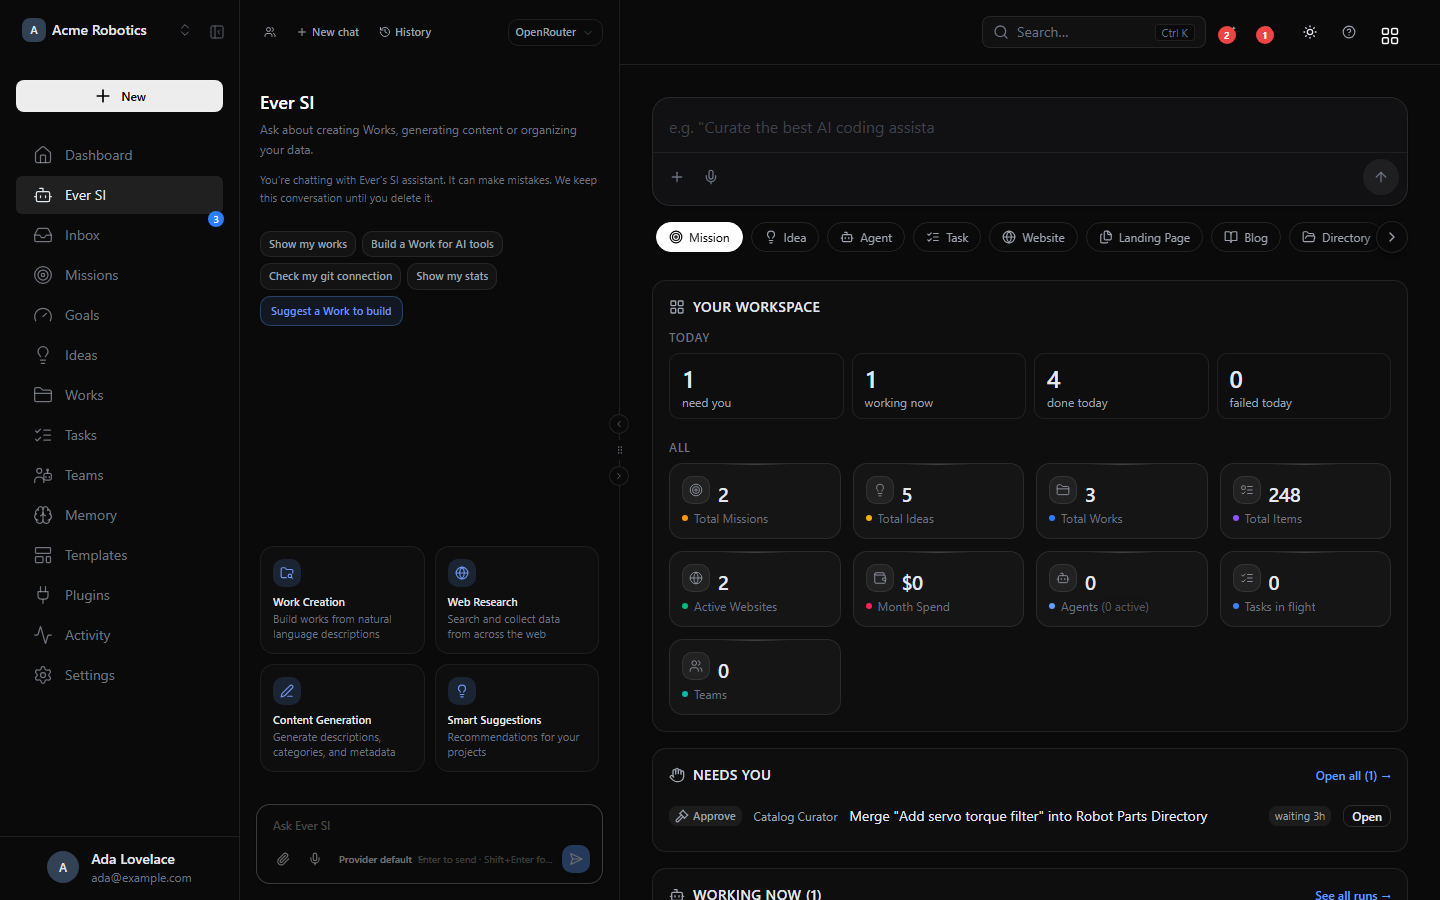 A Acme Robotics
New
Dashboard
Ever SI
3
Inbox
Missions
Goals
Ideas
Works
Tasks
Teams
Memory
Templates
Plugins
Activity
Settings
A
Ada Lovelace
ada@example.com
New chat
History
OpenRouter
Ever SI
Ask about creating Works, generating content or organizing
your data.
You're chatting with Ever's SI assistant. It can make mistakes. We keep
this conversation until you delete it.
Show my works
Build a Work for AI tools
Check my git connection
Show my stats
Suggest a Work to build
Work Creation
Build works from natural
language descriptions
Web Research
Search and collect data
from across the web
Content Generation
Generate descriptions,
categories, and metadata
Smart Suggestions
Recommendations for your
projects
Ask Ever SI
Provider default Enter to send · Shift+Enter fo...
Search...
Ctrl K
2
1
e.g. "Curate the best AI coding assista
Mission
Idea
Agent
Task
Website
Landing Page
Blog
Directory
YOUR WORKSPACE
TODAY
1
need you
1
working now
4
done today
0
failed today
ALL
2
Total Missions
5
Total Ideas
3
Total Works
248
Total Items
2
Active Websites
$0
Month Spend
0
Agents (0 active)
0
Tasks in flight
0
Teams
NEEDS YOU
Open all (1) →
Approve
Catalog Curator
Merge "Add servo torque filter" into Robot Parts Directory
waiting 3h
Open
WORKING NOW (1)
See all runs →